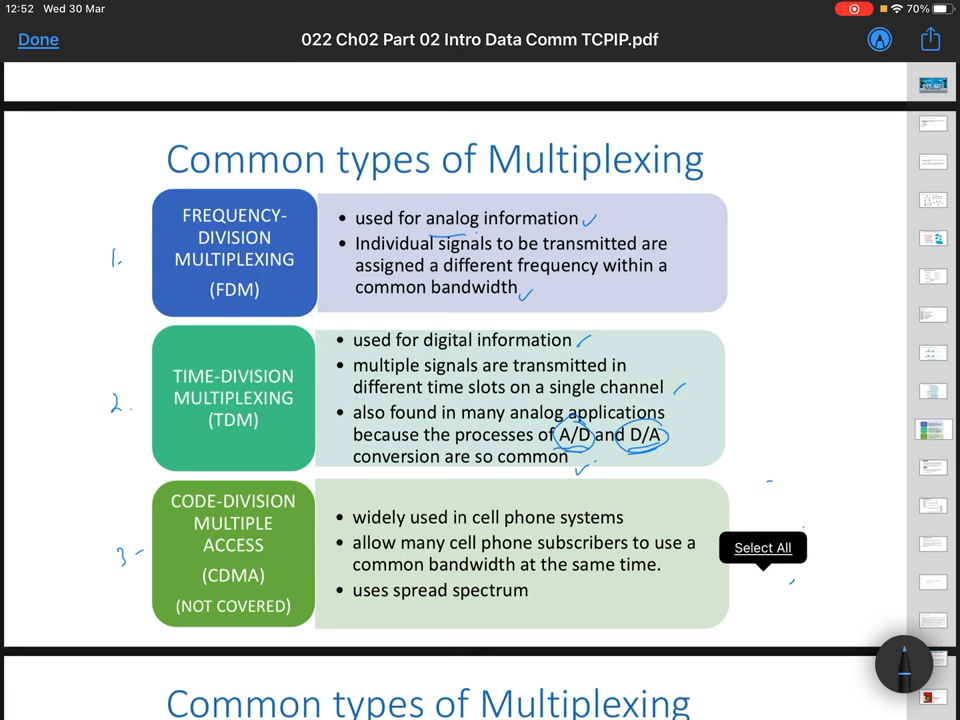 12:52 Wed 30 Mar
70%
Done
022 Ch02 Part 02 Intro Data Comm TCPIP.pdf
Common types of Multiplexing
1.
FREQUENCY-
DIVISION
MULTIPLEXING
(FDM)
• used for analog information
• Individual signals to be transmitted are
assigned a different frequency within a
common bandwidth
2.
TIME-DIVISION
MULTIPLEXING
(TDM)
• used for digital information
• multiple signals are transmitted in
different time slots on a single channel
• also found in many analog applications
because the processes of A/D and D/A
conversion are so common
3
CODE-DIVISION
MULTIPLE
ACCESS
(CDMA)
(NOT COVERED)
• widely used in cell phone systems
• allow many cell phone subscribers to use a
common bandwidth at the same time.
• uses spread spectrum
Select All
Common types of Multiplexing